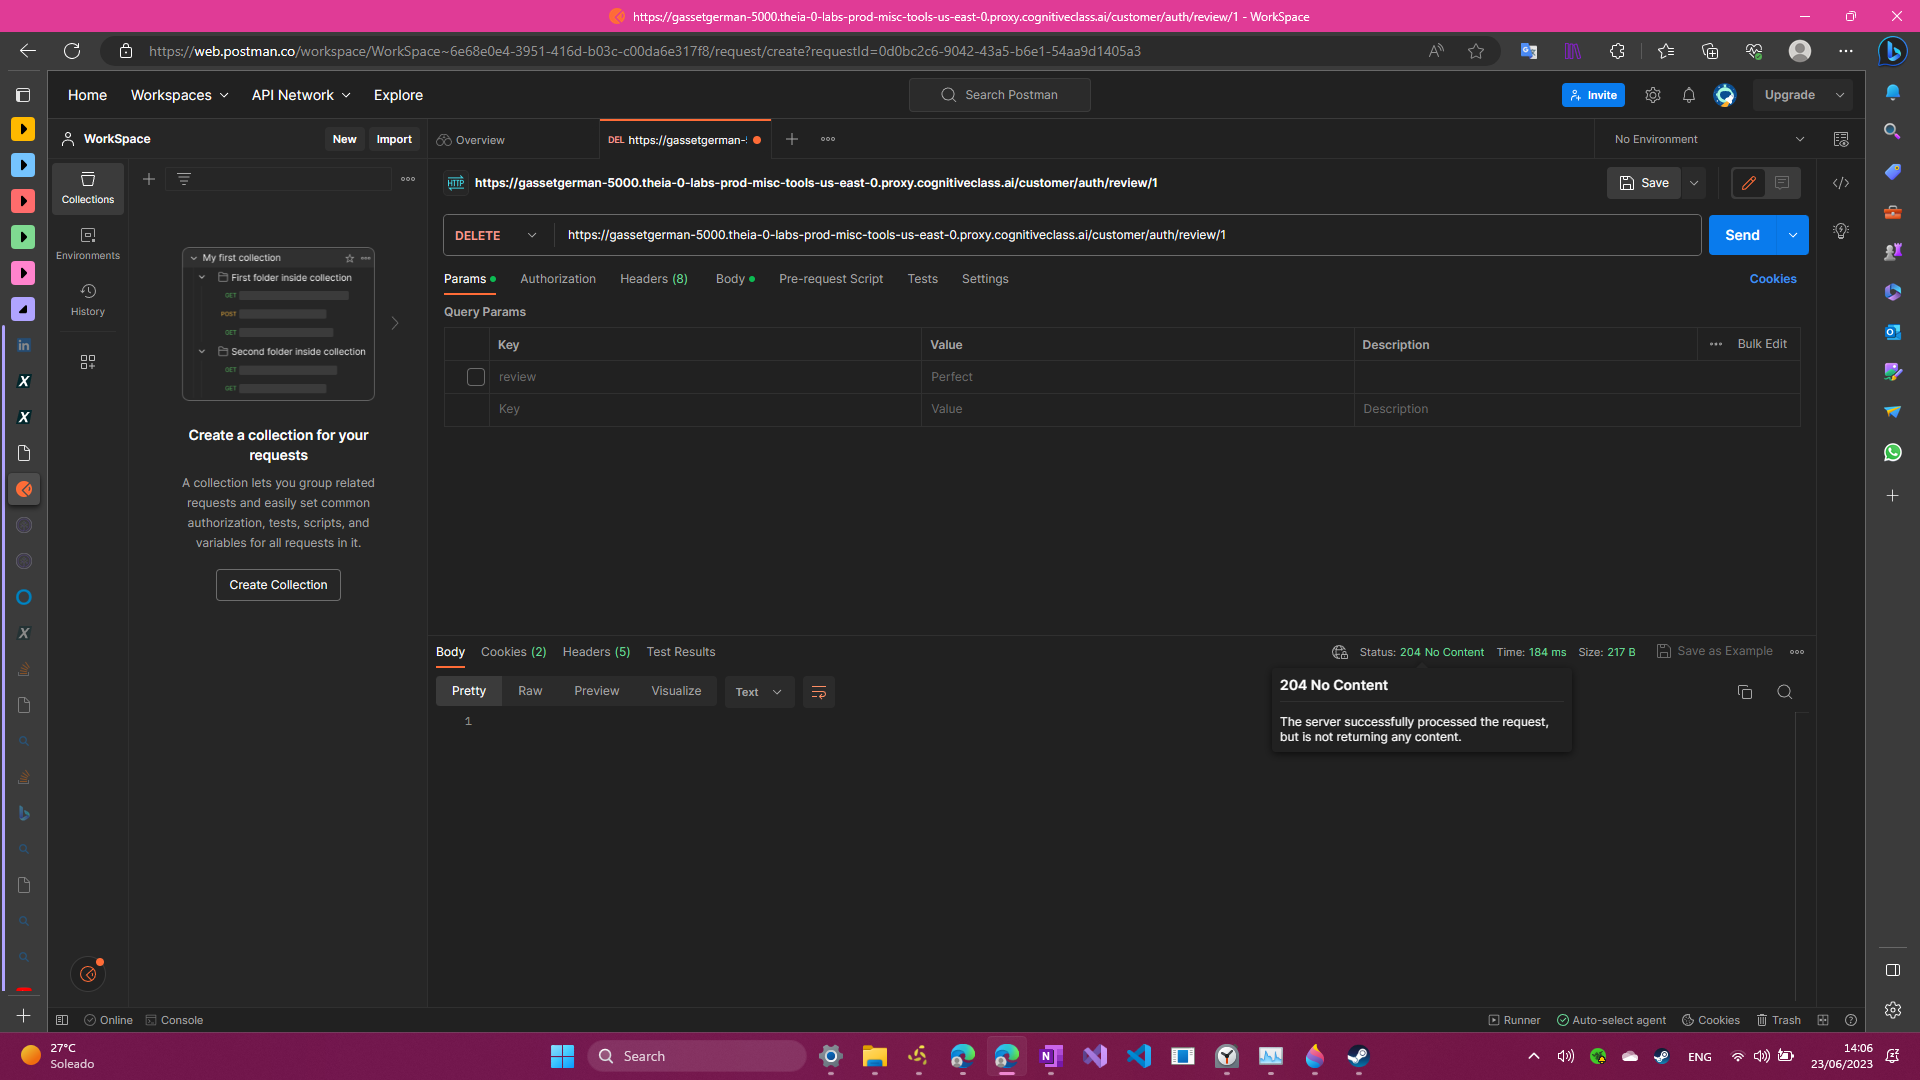 https://gassetgerman-5000.theia-0-labs-prod-misc-tools-us-east-0.proxy.cognitiveclass.ai/customer/auth/review/1 - WorkSpace
https://web.postman.co/workspace/WorkSpace~6e68e0e4-3951-416d-b03c-c00da6e317f8/request/create?requestId=0d0bc2c6-9042-43a5-b6e1-54aa9d1405a3
Home Workspaces API Network Explore Search Postman Invite Upgrade
WorkSpace New Import Overview DEL https://gassetgerman-! No Environment
Collections
Environments
History
My first collection
First folder inside collection
GET
POST
GET
Second folder inside collection
GET
GET
Create a collection for your
requests
A collection lets you group related
requests and easily set common
authorization, tests, scripts, and
variables for all requests in it.
Create Collection
HTTP https://gassetgerman-5000.theia-0-labs-prod-misc-tools-us-east-0.proxy.cognitiveclass.ai/customer/auth/review/1 Save
DELETE https://gassetgerman-5000.theia-0-labs-prod-misc-tools-us-east-0.proxy.cognitiveclass.ai/customer/auth/review/1 Send
Params Authorization Headers (8) Body Pre-request Script Tests Settings Cookies
Query Params
Key Value Description Bulk Edit
review Perfect
Key Value Description
Body Cookies (2) Headers (5) Test Results Status: 204 No Content Time: 184 ms Size: 217 B Save as Example
Pretty Raw Preview Visualize Text
1
204 No Content
The server successfully processed the request,
but is not returning any content.
Online Console Runner Auto-select agent Cookies Trash
27°C
Soleado
Search
ENG
14:06
23/06/2023